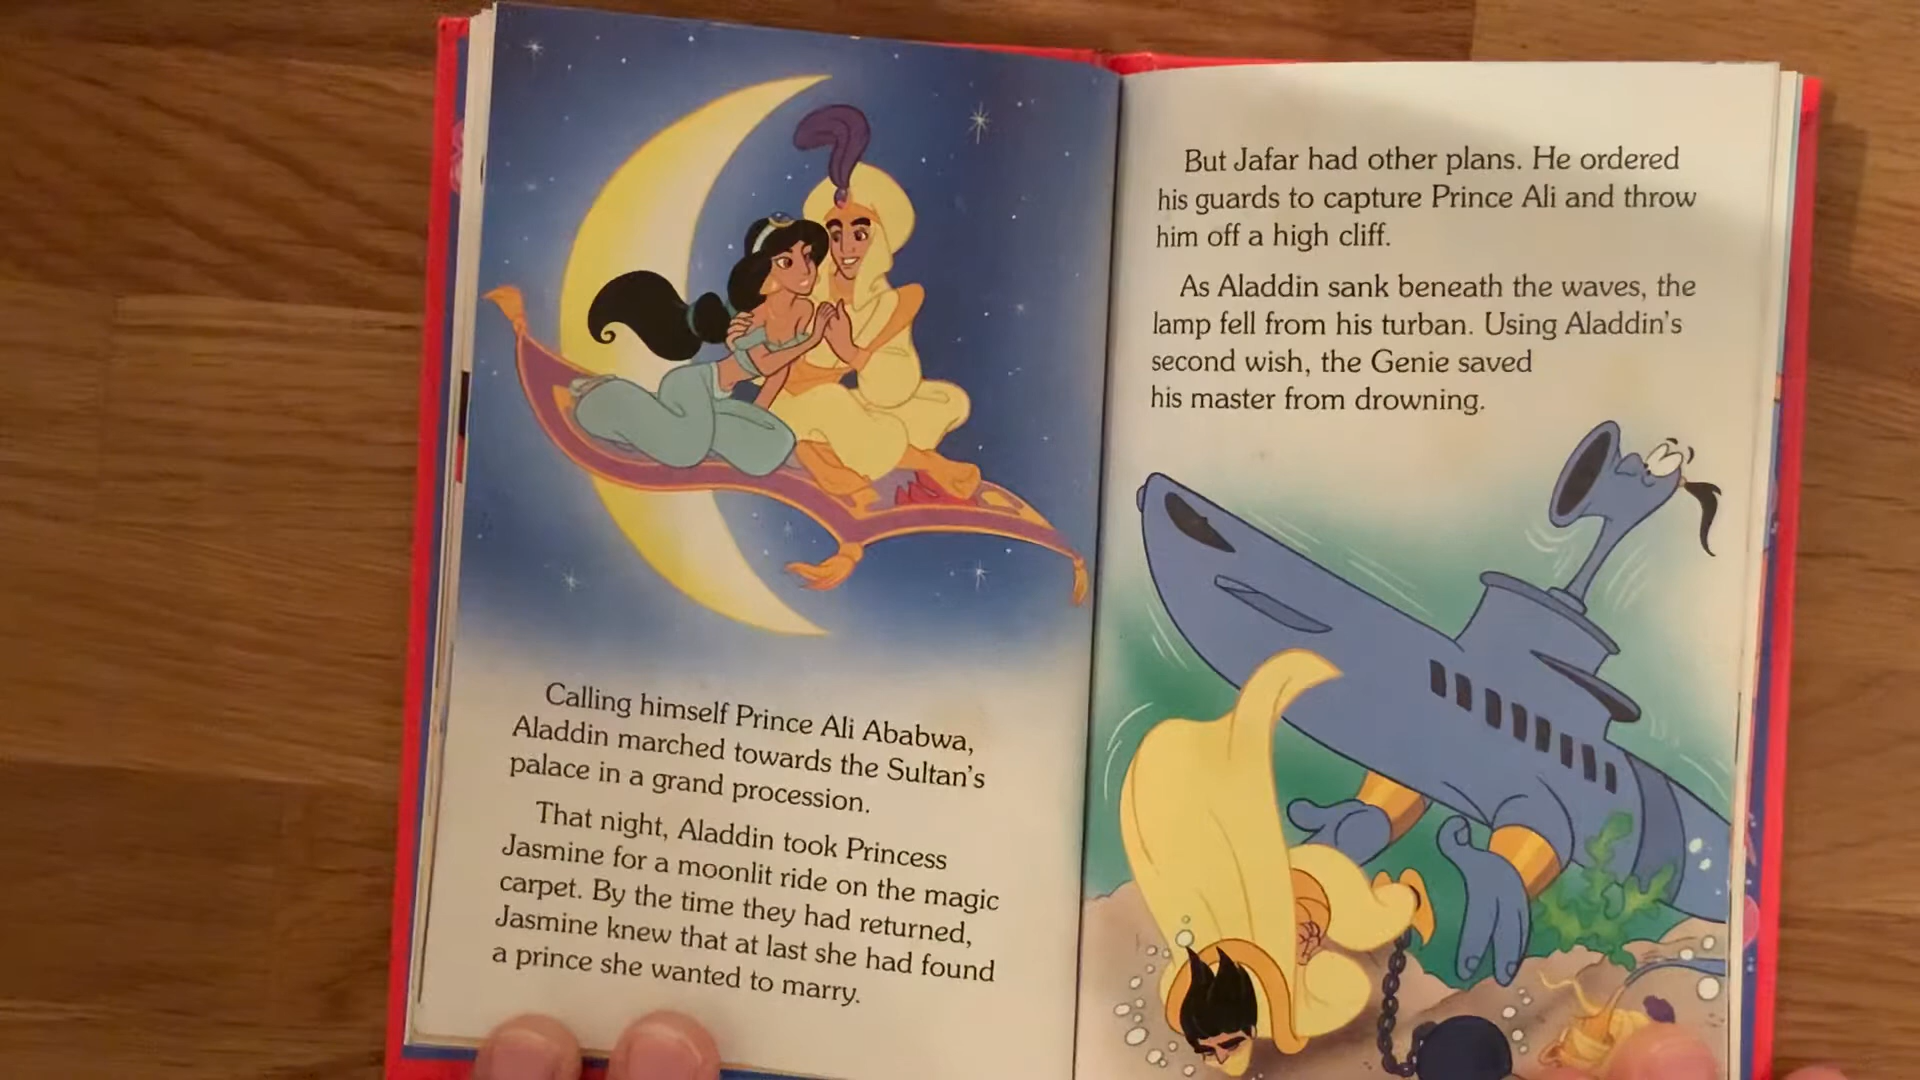 Calling himself Prince Ali Ababwa,
Aladdin marched towards the Sultan's
palace in a grand procession.
That night, Aladdin took Princess
Jasmine for a moonlit ride on the magic
carpet. By the time they had returned,
Jasmine knew that at last she had found
a prince she wanted to marry.
But Jafar had other plans. He ordered
his guards to capture Prince Ali and throw
him off a high cliff.
As Aladdin sank beneath the waves, the
lamp fell from his turban. Using Aladdin's
second wish, the Genie saved
his master from drowning.